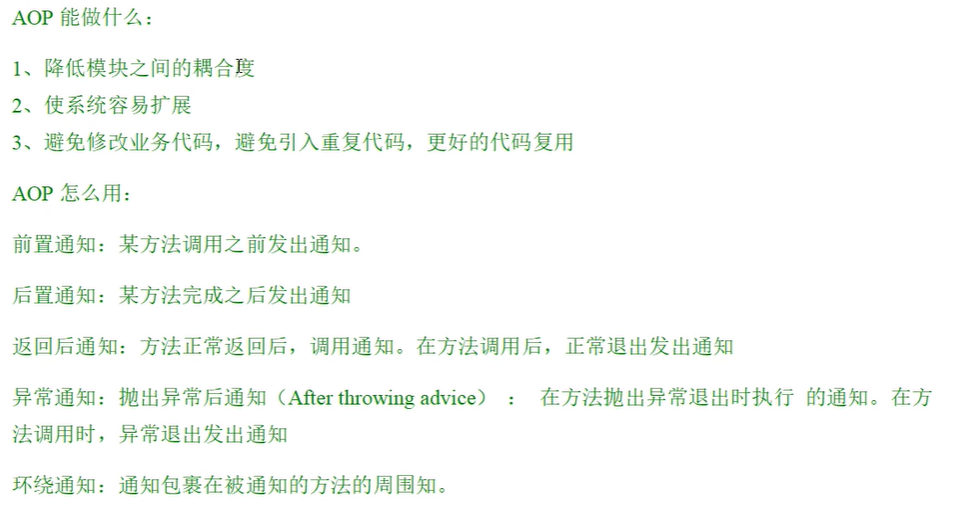 AOP 能做什么：
1、降低模块之间的耦合度
2、使系统容易扩展
3、避免修改业务代码，避免引入重复代码，更好的代码复用
AOP 怎么用：
前置通知：某方法调用之前发出通知。
后置通知：某方法完成之后发出通知
返回后通知：方法正常返回后，调用通知。在方法调用后，正常退出发出通知
异常通知：抛出异常后通知（After throwing advice） ： 在方法抛出异常退出时执行 的通知。在方
法调用时，异常退出发出通知
环绕通知：通知包裹在被通知的方法的周围知。